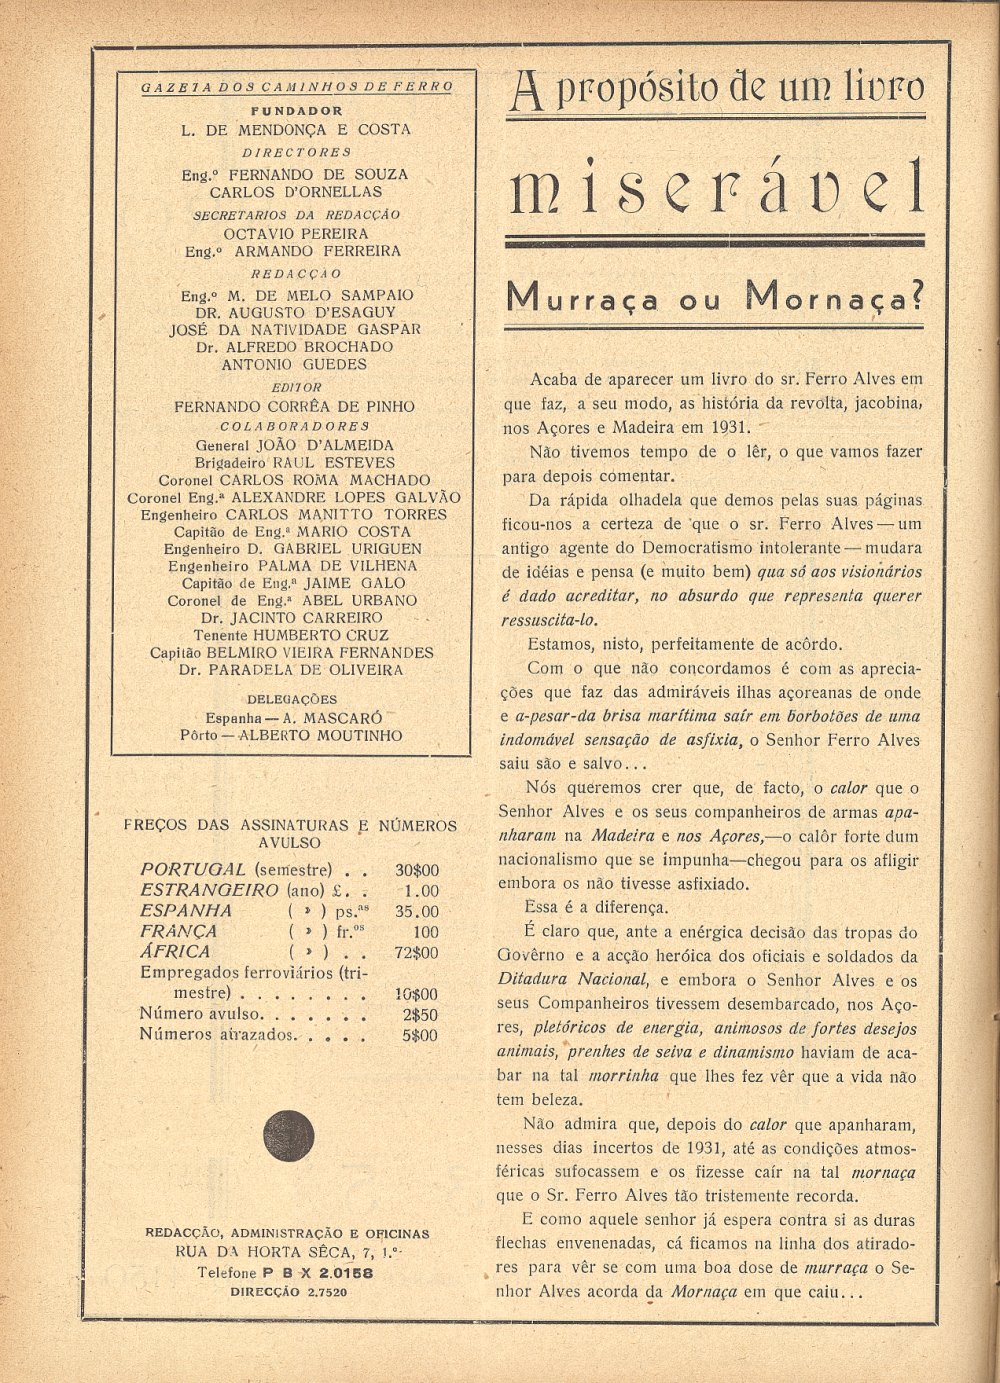 GAZETA DOS CAMINHOS DE FERRO
FUNDADOR
L. DE MENDONÇA E COSTA
DIRECTORES
Eng.º FERNANDO DE SOUZA
CARLOS D'ORNELLAS
SECRETARIOS DA REDACÇÃO
OCTAVIO PEREIRA
Eng.º ARMANDO FERREIRA
REDACÇÃO
Eng.º M. DE MELO SAMPAIO
DR. AUGUSTO D'ESAGUY
JOSÉ DA NATIVIDADE GASPAR
Dr. ALFREDO BROCHADO
ANTONIO GUEDES
EDITOR
FERNANDO CORRÊA DE PINHO
COLABORADORES
General JOÃO D'ALMEIDA
Brigadeiro RAUL ESTEVES
Coronel CARLOS ROMA MACHADO
Coronel Eng.ª ALEXANDRE LOPES GALVÃO
Engenheiro CARLOS MANITTO TORRES
Capitão de Eng.ª MARIO COSTA
Engenheiro D. GABRIEL URIGUEN
Engenheiro PALMA DE VILHENA
Capitão de Eng.ª JAIME GALO
Coronel de Eng.ª ABEL URBANO
Dr. JACINTO CARREIRO
Tenente HUMBERTO CRUZ
Capitão BELMIRO VIEIRA FERNANDES
Dr. PARADELA DE OLIVEIRA
DELEGAÇÕES
Espanha — A. MASCARÓ
Pôrto — ALBERTO MOUTINHO
PREÇOS DAS ASSINATURAS E NÚMEROS
AVULSO
PORTUGAL (semestre) . . 30$00
ESTRANGEIRO (ano) £. . 1.00
ESPANHA ( » ) ps.as 35.00
FRANÇA ( » ) fr.os 100
ÁFRICA ( » ) . . 72$00
Empregados ferroviários (tri-
mestre) . . . . . . . . 10$00
Número avulso. . . . . . . 2$50
Números atrazados. . . . . 5$00
REDACÇÃO, ADMINISTRAÇÃO E OFICINAS
RUA DA HORTA SÊCA, 7, 1.º
Telefone P B X 2.0158
DIRECÇÃO 2.7520
A propósito de um livro
miserável
Murraça ou Mornaça?
Acaba de aparecer um livro do sr. Ferro Alves em
que faz, a seu modo, as história da revolta, jacobina,
nos Açores e Madeira em 1931.
Não tivemos tempo de o lêr, o que vamos fazer
para depois comentar.
Da rápida olhadela que demos pelas suas páginas
ficou-nos a certeza de que o sr. Ferro Alves — um
antigo agente do Democratismo intolerante — mudara
de idéias e pensa (e muito bem) qua só aos visionários
é dado acreditar, no absurdo que representa querer
ressuscita-lo.
Estamos, nisto, perfeitamente de acôrdo.
Com o que não concordamos é com as aprecia-
ções que faz das admiráveis ilhas açoreanas de onde
e a-pesar-da brisa marítima saír em borbotões de uma
indomável sensação de asfixia, o Senhor Ferro Alves
saiu são e salvo...
Nós queremos crer que, de facto, o calor que o
Senhor Alves e os seus companheiros de armas apa-
nharam na Madeira e nos Açores,—o calôr forte dum
nacionalismo que se impunha—chegou para os afligir
embora os não tivesse asfixiado.
Essa é a diferença.
É claro que, ante a enérgica decisão das tropas do
Govêrno e a acção heróica dos oficiais e soldados da
Ditadura Nacional, e embora o Senhor Alves e os
seus Companheiros tivessem desembarcado, nos Aço-
res, pletóricos de energia, animosos de fortes desejos
animais, prenhes de seiva e dinamismo haviam de aca-
bar na tal morrinha que lhes fez vêr que a vida não
tem beleza.
Não admira que, depois do calor que apanharam,
nesses dias incertos de 1931, até as condições atmos-
féricas sufocassem e os fizesse caír na tal mornaça
que o Sr. Ferro Alves tão tristemente recorda.
E como aquele senhor já espera contra si as duras
flechas envenenadas, cá ficamos na linha dos atirado-
res para vêr se com uma boa dose de murraça o Se-
nhor Alves acorda da Mornaça em que caiu...